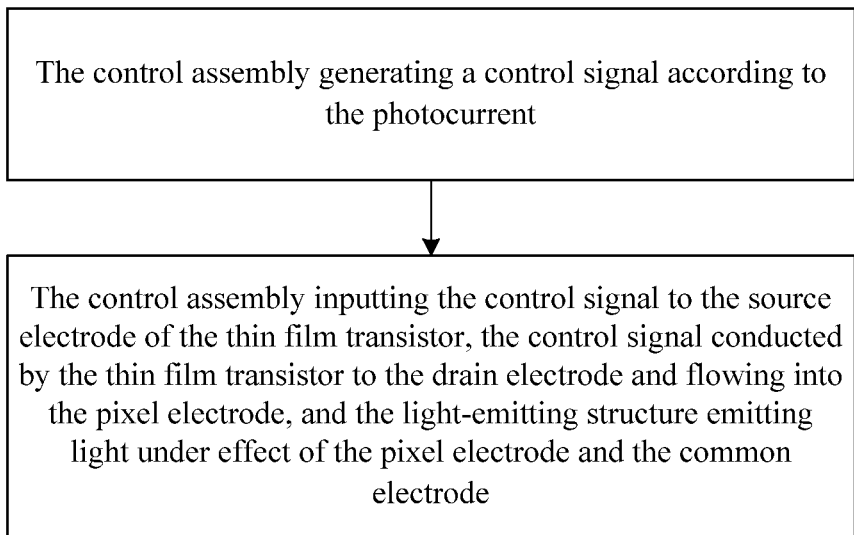 The control assembly generating a control signal according to
the photocurrent
The control assembly inputting the control signal to the source
electrode of the thin film transistor, the control signal conducted
by the thin film transistor to the drain electrode and flowing into
the pixel electrode, and the light-emitting structure emitting
light under effect of the pixel electrode and the common
electrode